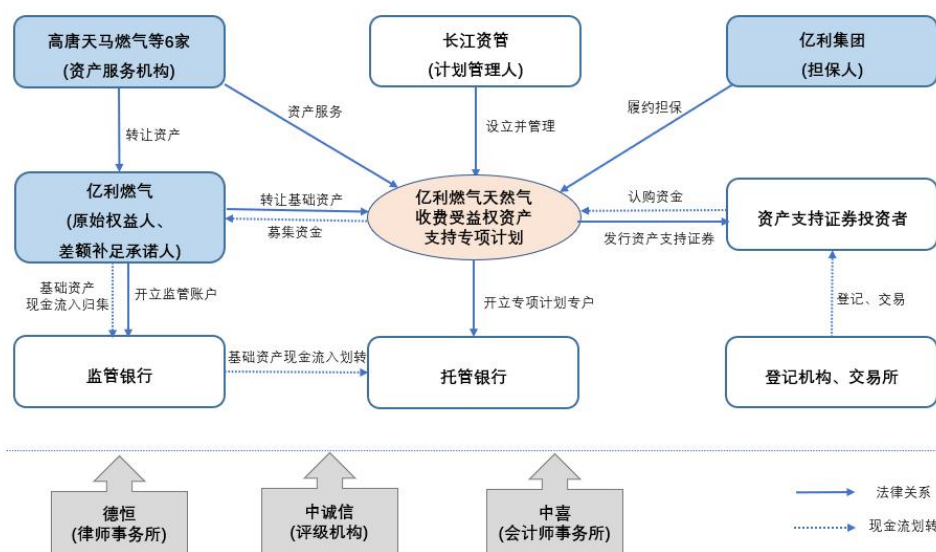 高唐天马燃气等6家
(资产服务机构)
长江资管
(计划管理人)
亿利集团
(担保人)
转让资产
资产服务
设立并管理
履约担保
亿利燃气
(原始权益人、
差额补足承诺人)
转让基础资产
募集资金
亿利燃气天然气
收费受益权资产
支持专项计划
认购资金
发行资产支持证券
资产支持证券投资者
基础资产
现金流入归集
开立监管账户
开立专项计划专户
登记、交易
监管银行
基础资产现金流入划转
托管银行
登记机构、交易所
德恒
(律师事务所)
中诚信
(评级机构)
中喜
(会计师事务所)
法律关系
现金流划转